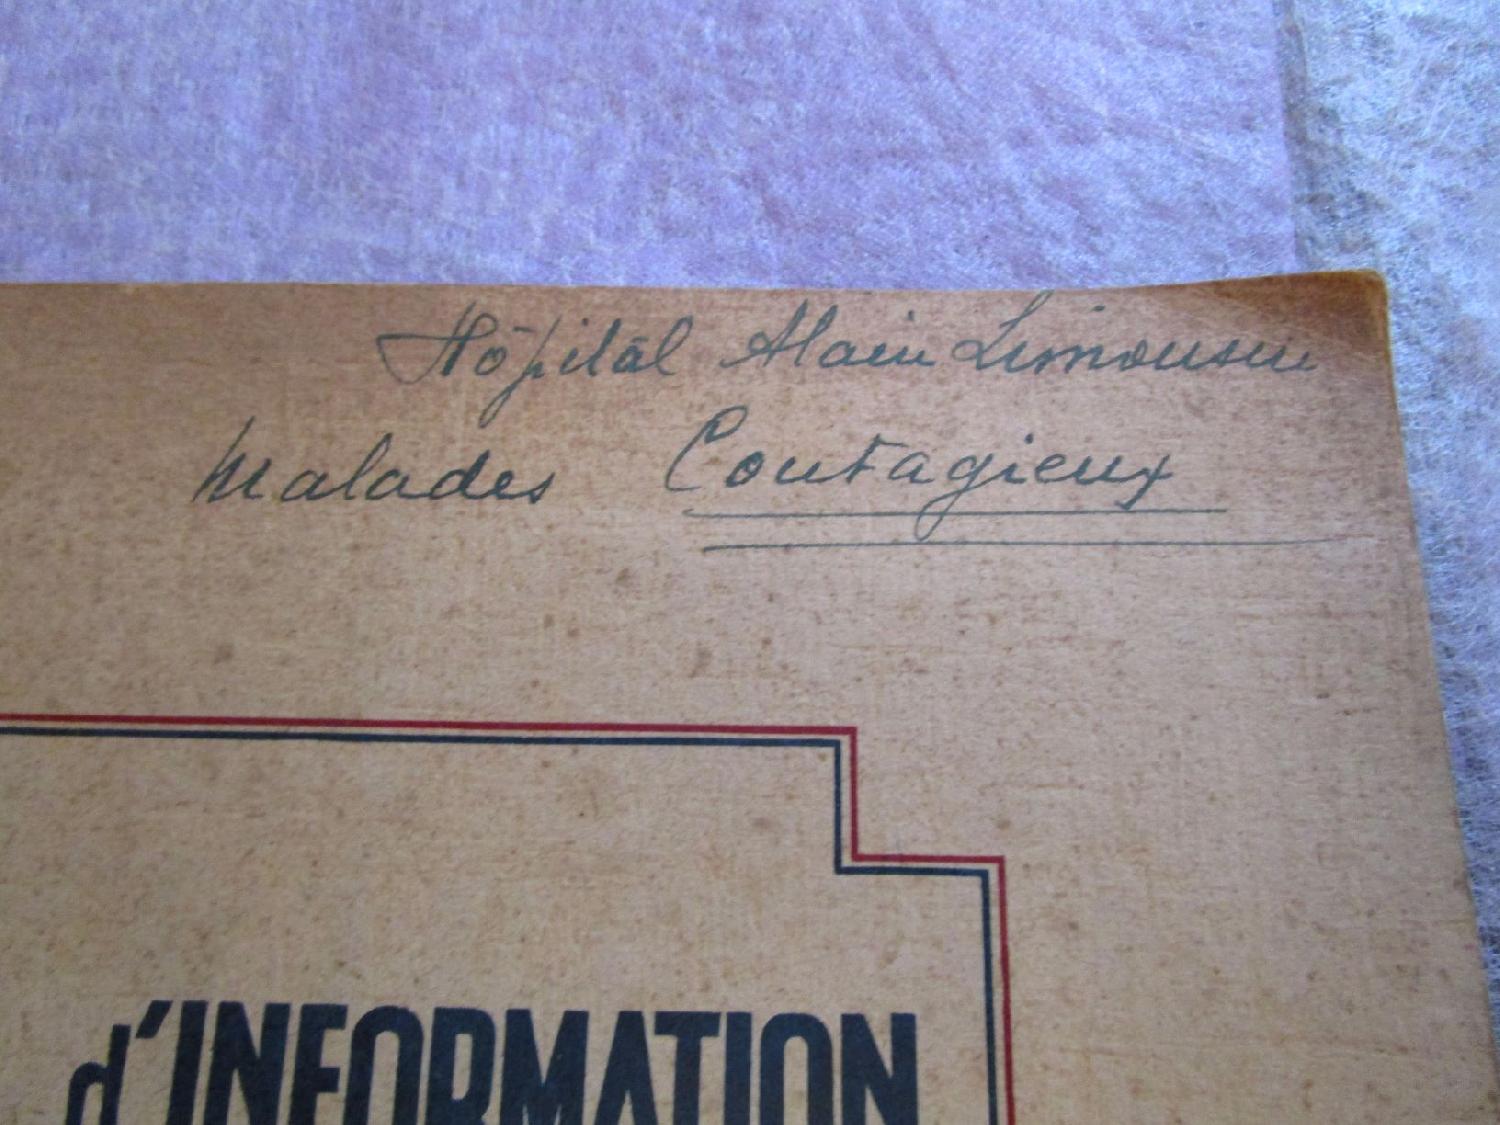 Hôpital Alain Limousin
Malades Contagieux
d'INFORMATION